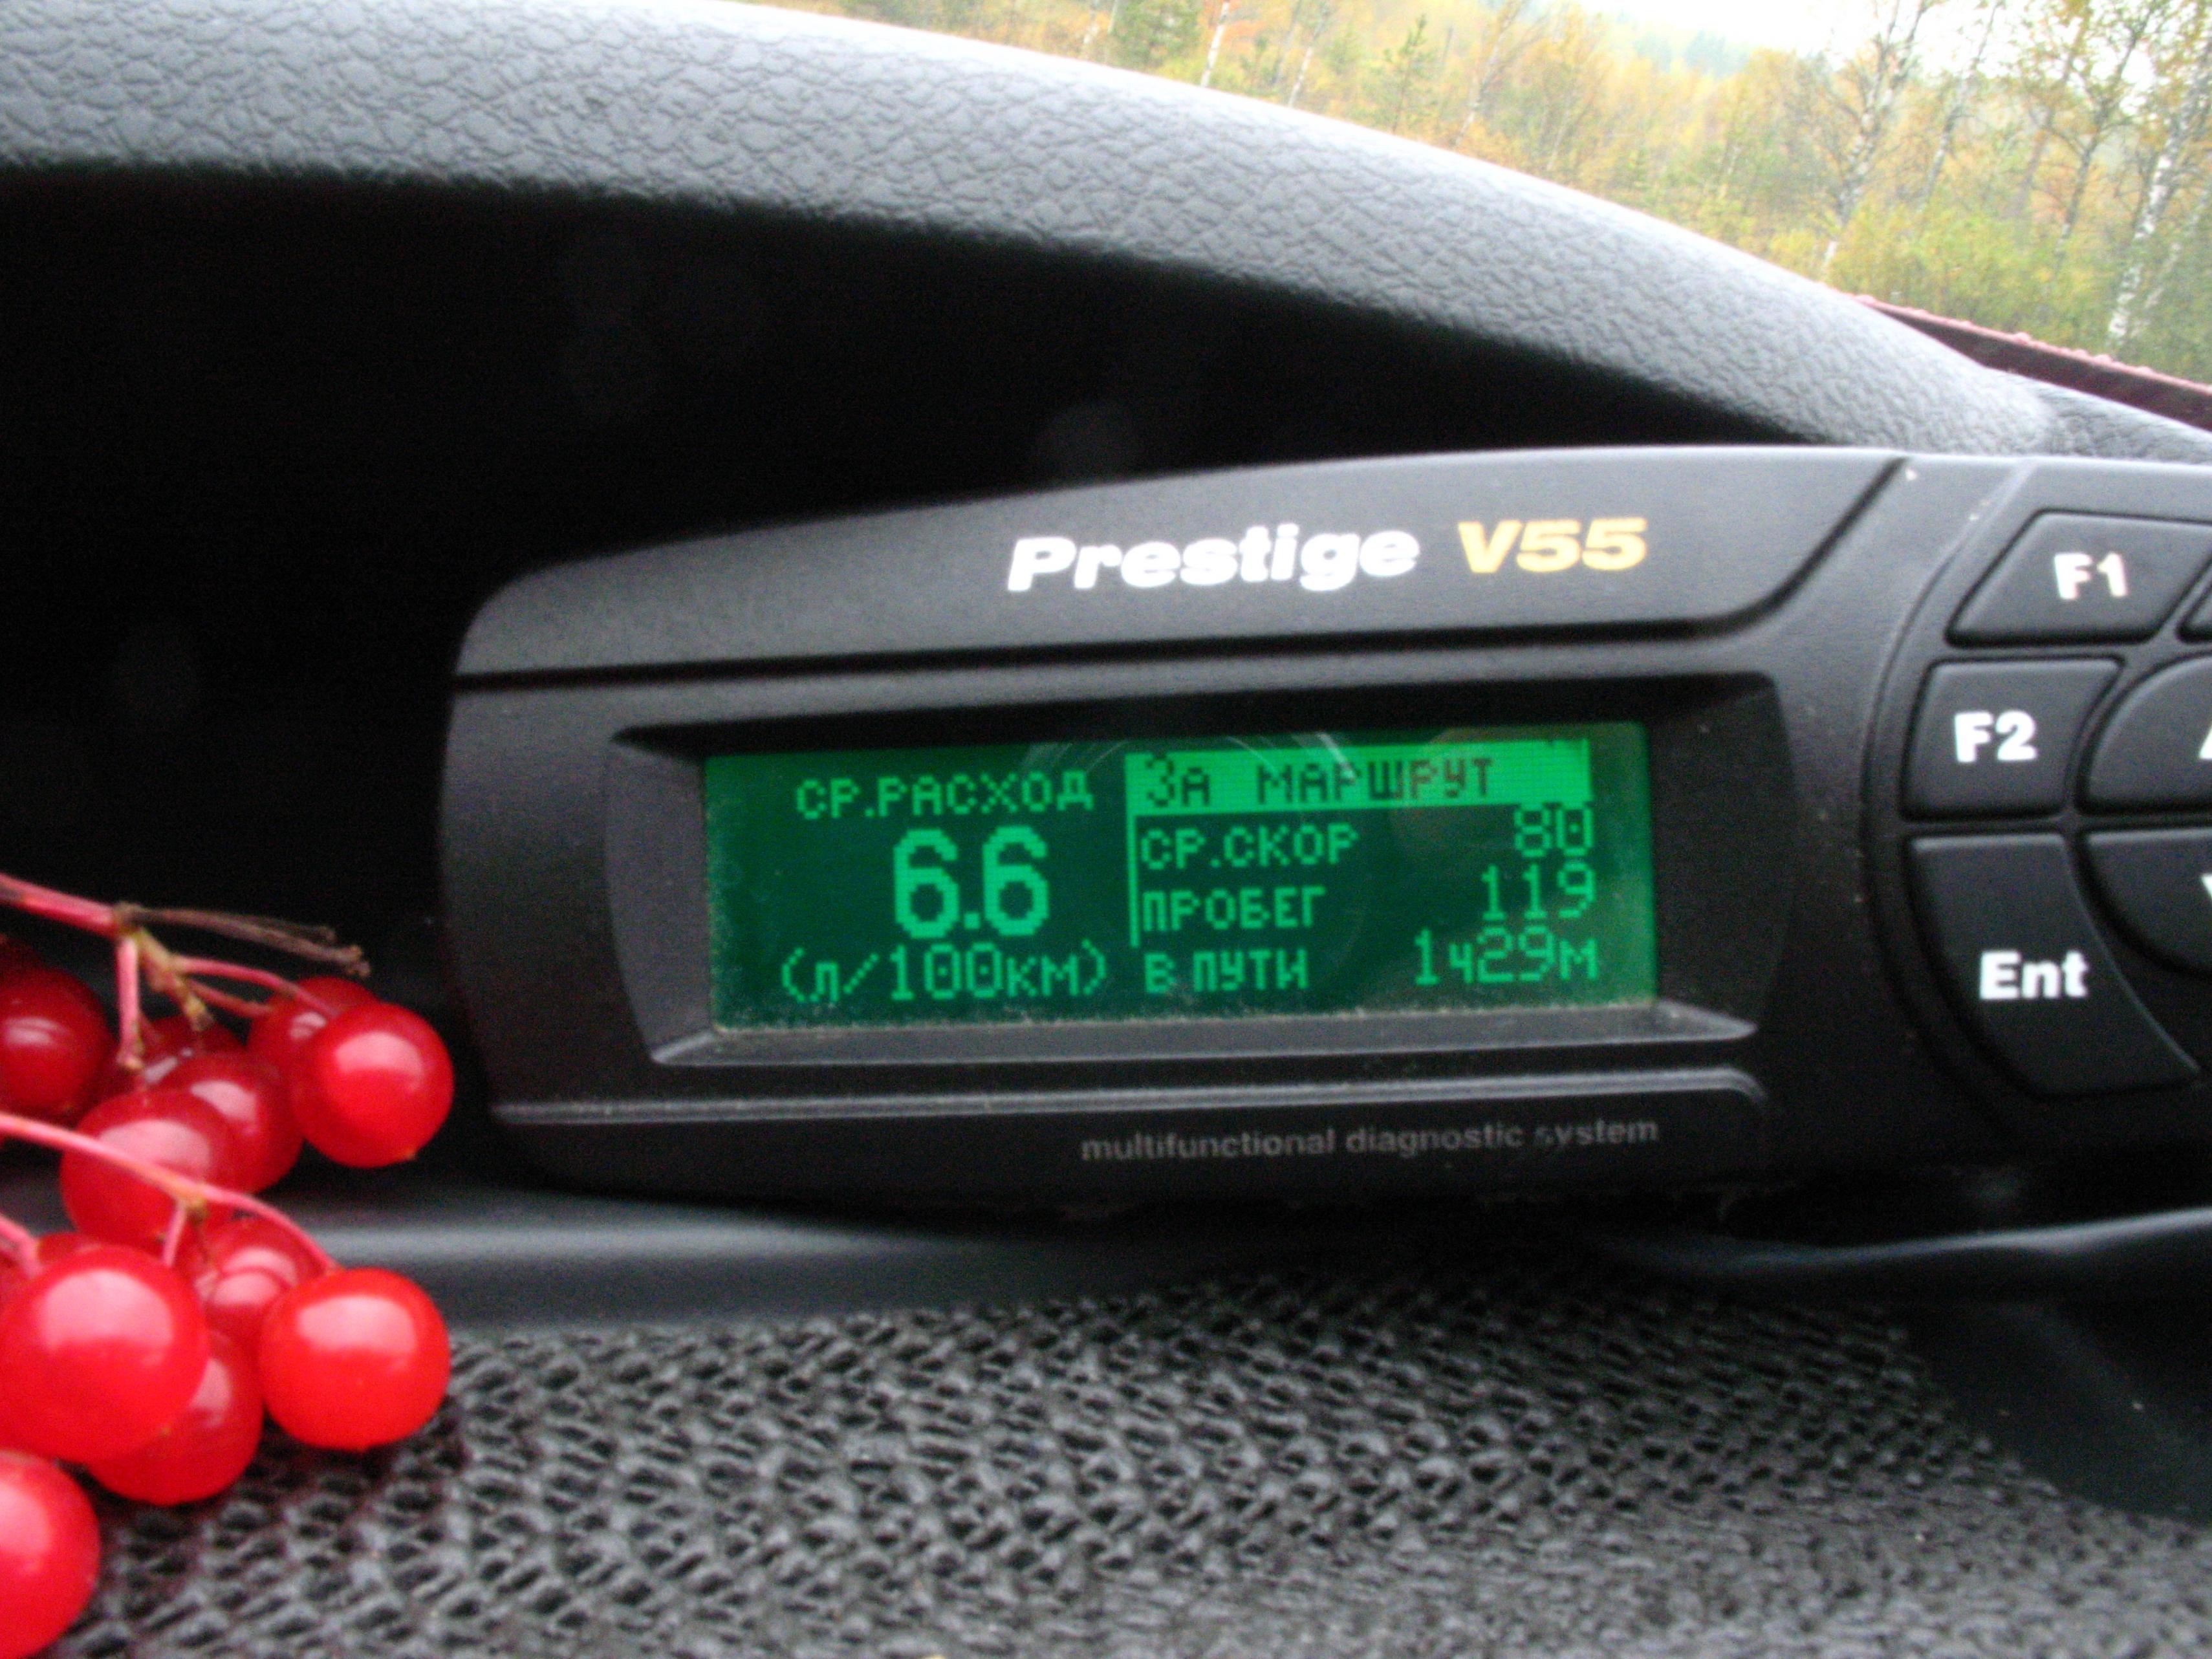 Prestige V55
F1
F2
Ent
СР.РАСХОД
6.6
(л/100км)
За МАРШРУТ
СР.СКОР 80
ПРОБЕГ 119
В ПУТИ 1ч29м
multifunctional diagnostic system